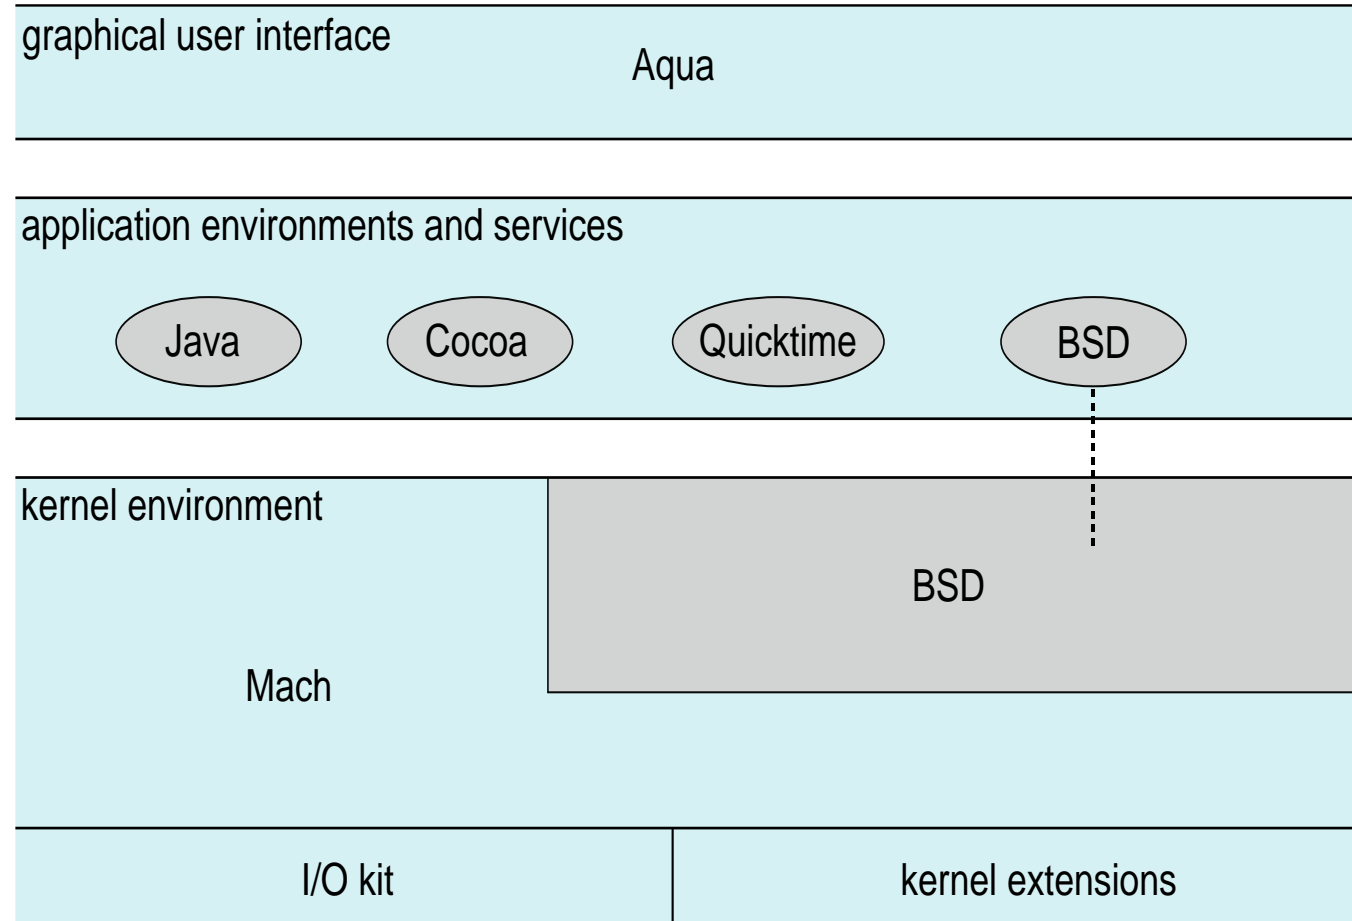 graphical user interface
Aqua
application environments and services
Java
Cocoa
Quicktime
BSD
kernel environment
BSD
Mach
I/O kit
kernel extensions